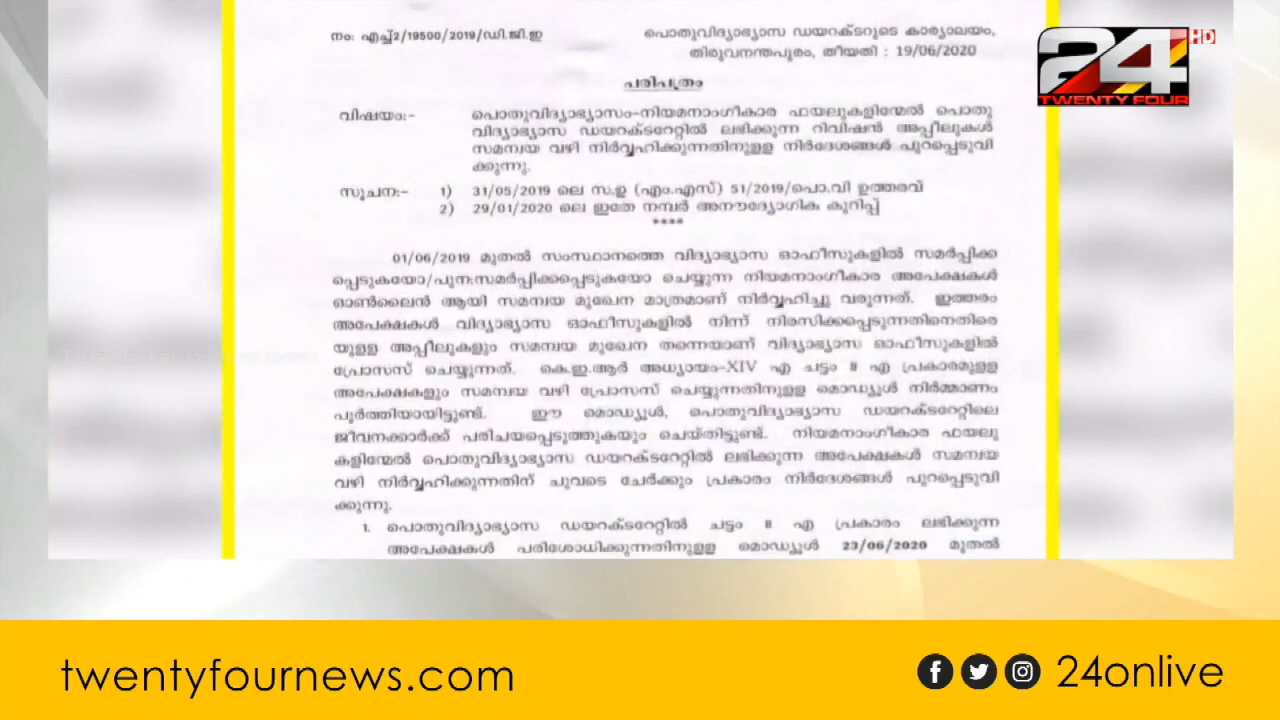 നം: എച്ച്2/19500/2019/ഡി.ജി.ഇ
പൊതുവിദ്യാഭ്യാസ ഡയറക്ടറുടെ കാര്യാലയം,
തിരുവനന്തപുരം, തീയതി : 19/06/2020
24 HD
TWENTY FOUR
പരിപത്രം
വിഷയം:- പൊതുവിദ്യാഭ്യാസം-നിയമനാംഗീകാര ഫയലുകളിന്മേൽ പൊതു
വിദ്യാഭ്യാസ ഡയറക്ടറേറ്റിൽ ലഭിക്കുന്ന റിവിഷൻ അപ്പീലുകൾ
സമന്വയ വഴി നിർവ്വഹിക്കുന്നതിനുളള നിർദേശങ്ങൾ പുറപ്പെടുവി
ക്കുന്നു.
സൂചന:- 1) 31/05/2019 ലെ സ.ഉ (എം.എസ്) 51/2019/പൊ.വി ഉത്തരവ്
2) 29/01/2020 ലെ ഇതേ നമ്പർ അനൗദ്യോഗിക കുറിപ്പ്
****
01/06/2019 മുതൽ സംസ്ഥാനത്തെ വിദ്യാഭ്യാസ ഓഫീസുകളിൽ സമർപ്പിക്ക
പ്പെടുകയോ/പുന:സമർപ്പിക്കപ്പെടുകയോ ചെയ്യുന്ന നിയമനാംഗീകാര അപേക്ഷകൾ
ഓൺലൈൻ ആയി സമന്വയ മുഖേന മാത്രമാണ് നിർവ്വഹിച്ചു വരുന്നത്. ഇത്തരം
അപേക്ഷകൾ വിദ്യാഭ്യാസ ഓഫീസുകളിൽ നിന്ന് നിരസിക്കപ്പെടുന്നതിനെതിരെ
യുളള അപ്പീലുകളും സമന്വയ മുഖേന തന്നെയാണ് വിദ്യാഭ്യാസ ഓഫീസുകളിൽ
പ്രോസസ് ചെയ്യുന്നത്. കെ.ഇ.ആർ അധ്യായം-XIV എ ചട്ടം 8 എ പ്രകാരമുളള
അപേക്ഷകളും സമന്വയ വഴി പ്രോസസ് ചെയ്യുന്നതിനുളള മൊഡ്യൂൾ നിർമ്മാണം
പൂർത്തിയായിട്ടുണ്ട്. ഈ മൊഡ്യൂൾ, പൊതുവിദ്യാഭ്യാസ ഡയറക്ടറേറ്റിലെ
ജീവനക്കാർക്ക് പരിചയപ്പെടുത്തുകയും ചെയ്തിട്ടുണ്ട്. നിയമനാംഗീകാര ഫയലു
കളിന്മേൽ പൊതുവിദ്യാഭ്യാസ ഡയറക്ടറേറ്റിൽ ലഭിക്കുന്ന അപേക്ഷകൾ സമന്വയ
വഴി നിർവ്വഹിക്കുന്നതിന് ചുവടെ ചേർക്കും പ്രകാരം നിർദേശങ്ങൾ പുറപ്പെടുവി
ക്കുന്നു.
1. പൊതുവിദ്യാഭ്യാസ ഡയറക്ടറേറ്റിൽ ചട്ടം 8 എ പ്രകാരം ലഭിക്കുന്ന
അപേക്ഷകൾ പരിശോധിക്കുന്നതിനുളള മൊഡ്യൂൾ 23/06/2020 മുതൽ
twentyfournews.com
24onlive